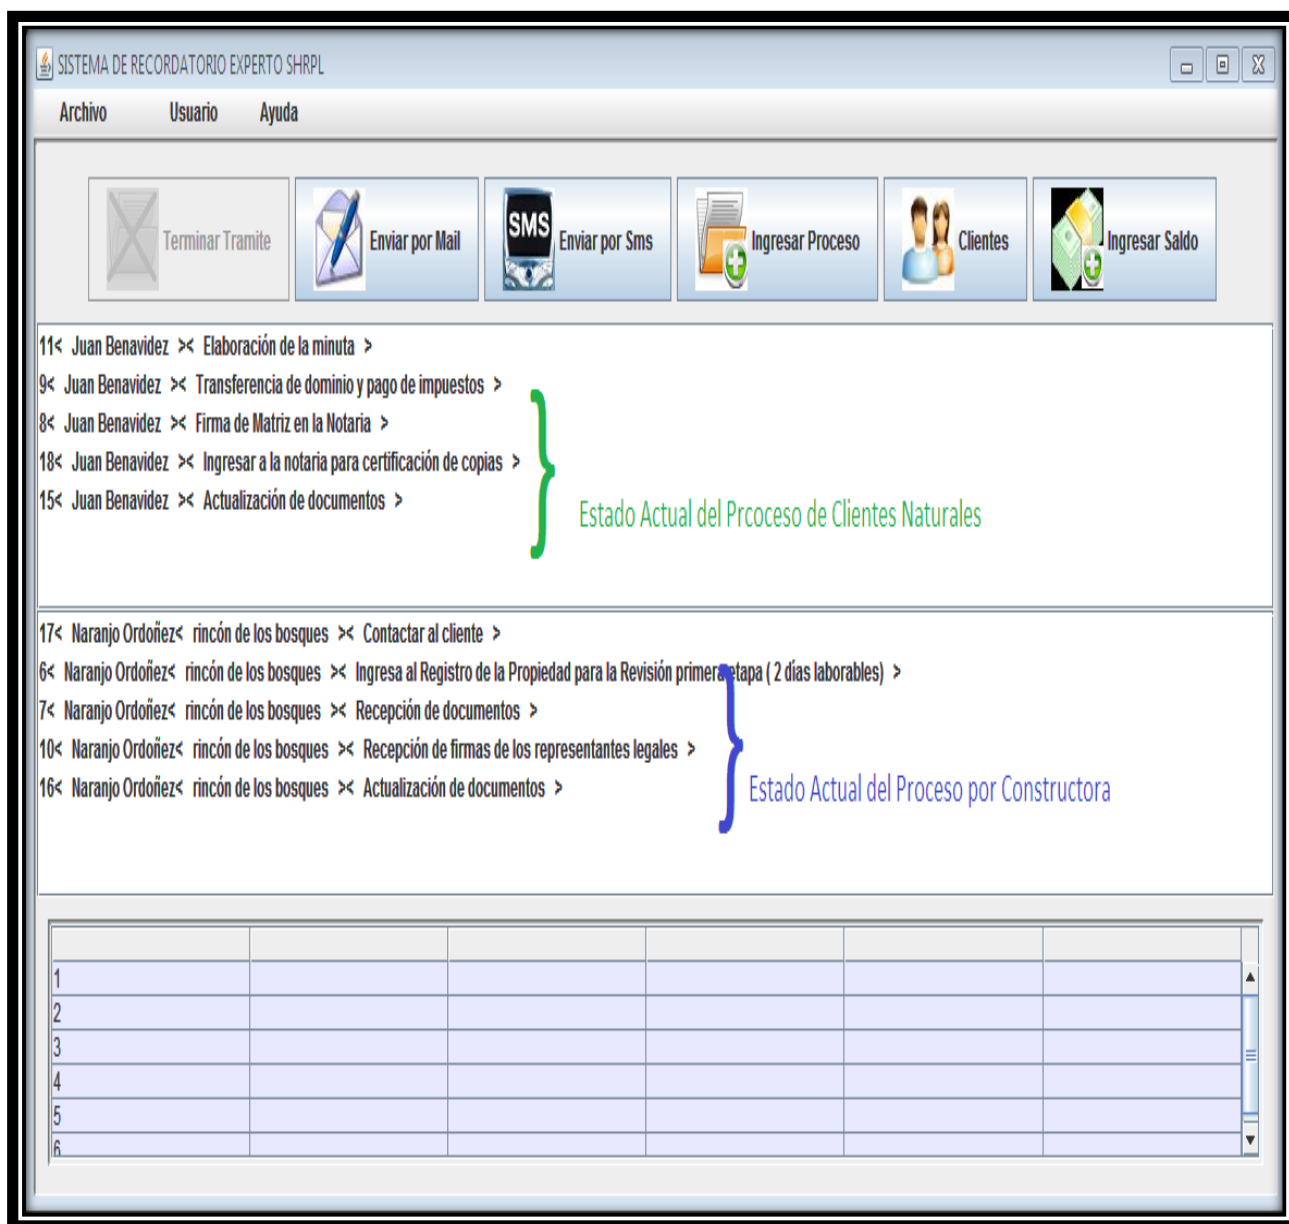 SISTEMA DE RECORDATORIO EXPERTO SHRPL
Archivo Usuario Ayuda
Terminar Tramite Enviar por Mail SMS Enviar por Sms Ingresar Proceso Clientes Ingresar Saldo
11< Juan Benavidez >< Elaboración de la minuta >
9< Juan Benavidez >< Transferencia de dominio y pago de impuestos >
8< Juan Benavidez >< Firma de Matriz en la Notaria >
18< Juan Benavidez >< Ingresar a la notaria para certificación de copias >
15< Juan Benavidez >< Actualización de documentos >
Estado Actual del Prcoceso de Clientes Naturales
17< Naranjo Ordoñez< rincón de los bosques >< Contactar al cliente >
6< Naranjo Ordoñez< rincón de los bosques >< Ingresa al Registro de la Propiedad para la Revisión primera etapa ( 2 días laborables) >
7< Naranjo Ordoñez< rincón de los bosques >< Recepción de documentos >
10< Naranjo Ordoñez< rincón de los bosques >< Recepción de firmas de los representantes legales >
16< Naranjo Ordoñez< rincón de los bosques >< Actualización de documentos >
Estado Actual del Proceso por Constructora
1
2
3
4
5
6